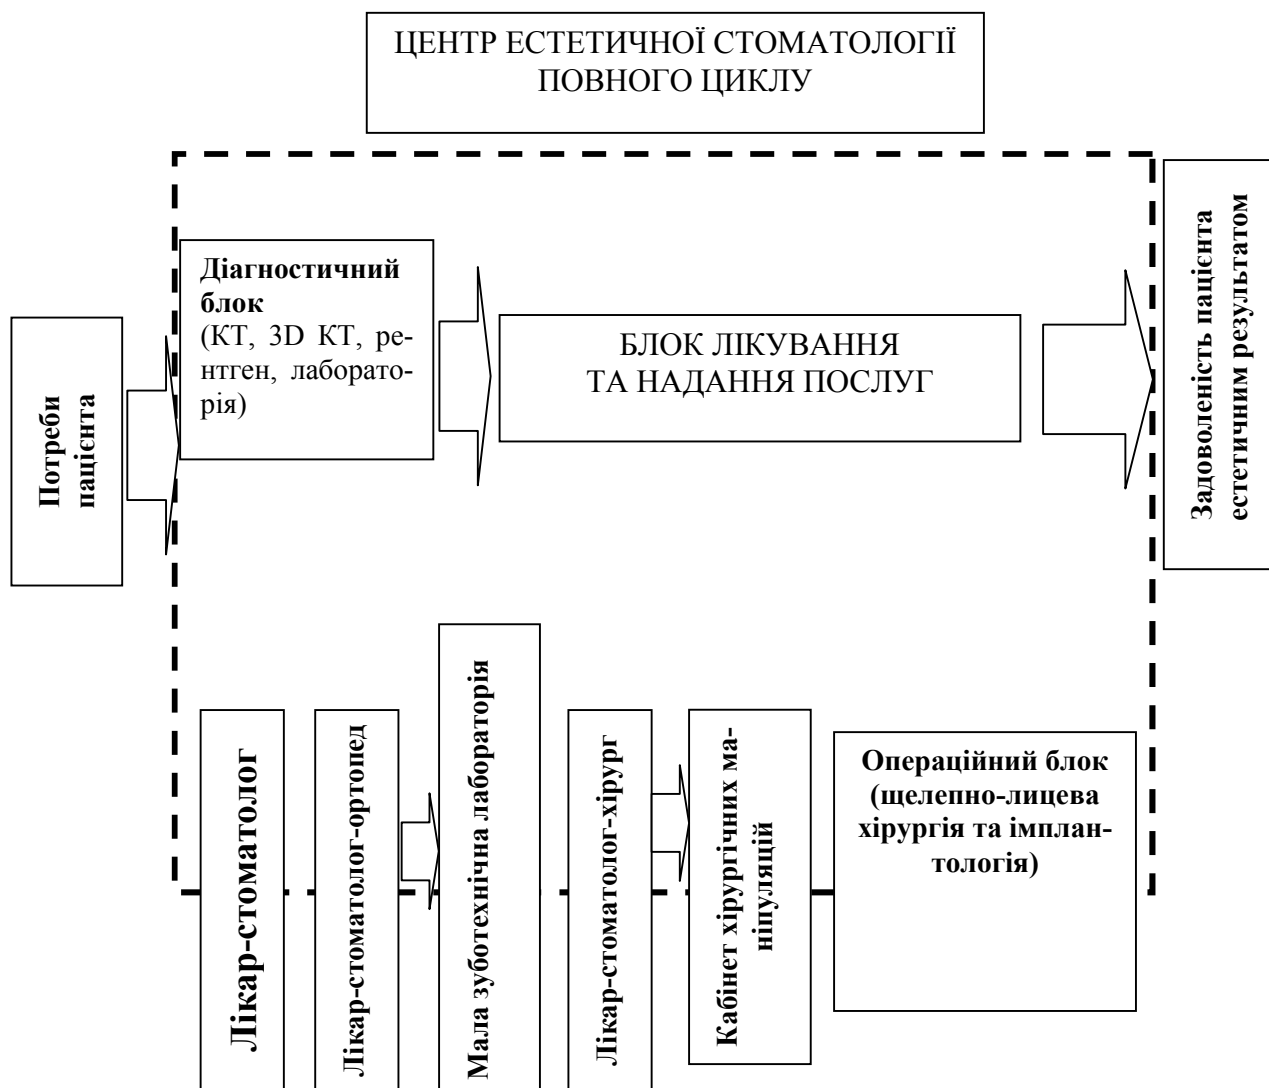 ЦЕНТР ЕСТЕТИЧНОЇ СТОМАТОЛОГІЇ
ПОВНОГО ЦИКЛУ
Потреби
пацієнта
Діагностичний
блок
(КТ, 3D КТ, ре-
нтген, лаборато-
рія)
БЛОК ЛІКУВАННЯ
ТА НАДАННЯ ПОСЛУГ
Задоволеність пацієнта
естетичним результатом
Лікар-стоматолог
Лікар-стоматолог-ортопед
Мала зуботехнічна лабораторія
Лікар-стоматолог-хірург
Кабінет хірургічних ма-
ніпуляцій
Операційний блок
(щелепно-лицева
хірургія та імплан-
тологія)